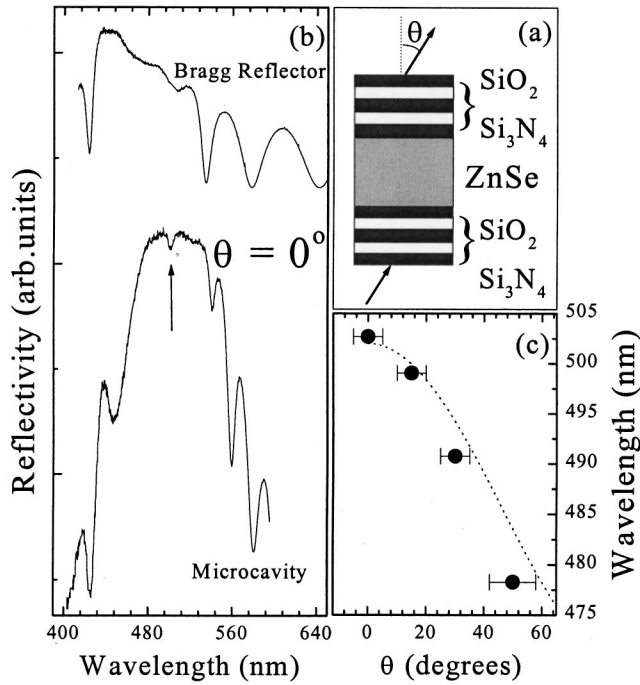 (b)
Bragg Reflector
θ = 0°
Microcavity
Reflectivity (arb.units)
400 480 560 640
Wavelength (nm)
θ
(a)
SiO₂
Si₃N₄
ZnSe
SiO₂
Si₃N₄
(c)
505
500
495
490
485
480
475
Wavelength (nm)
0 20 40 60
θ (degrees)